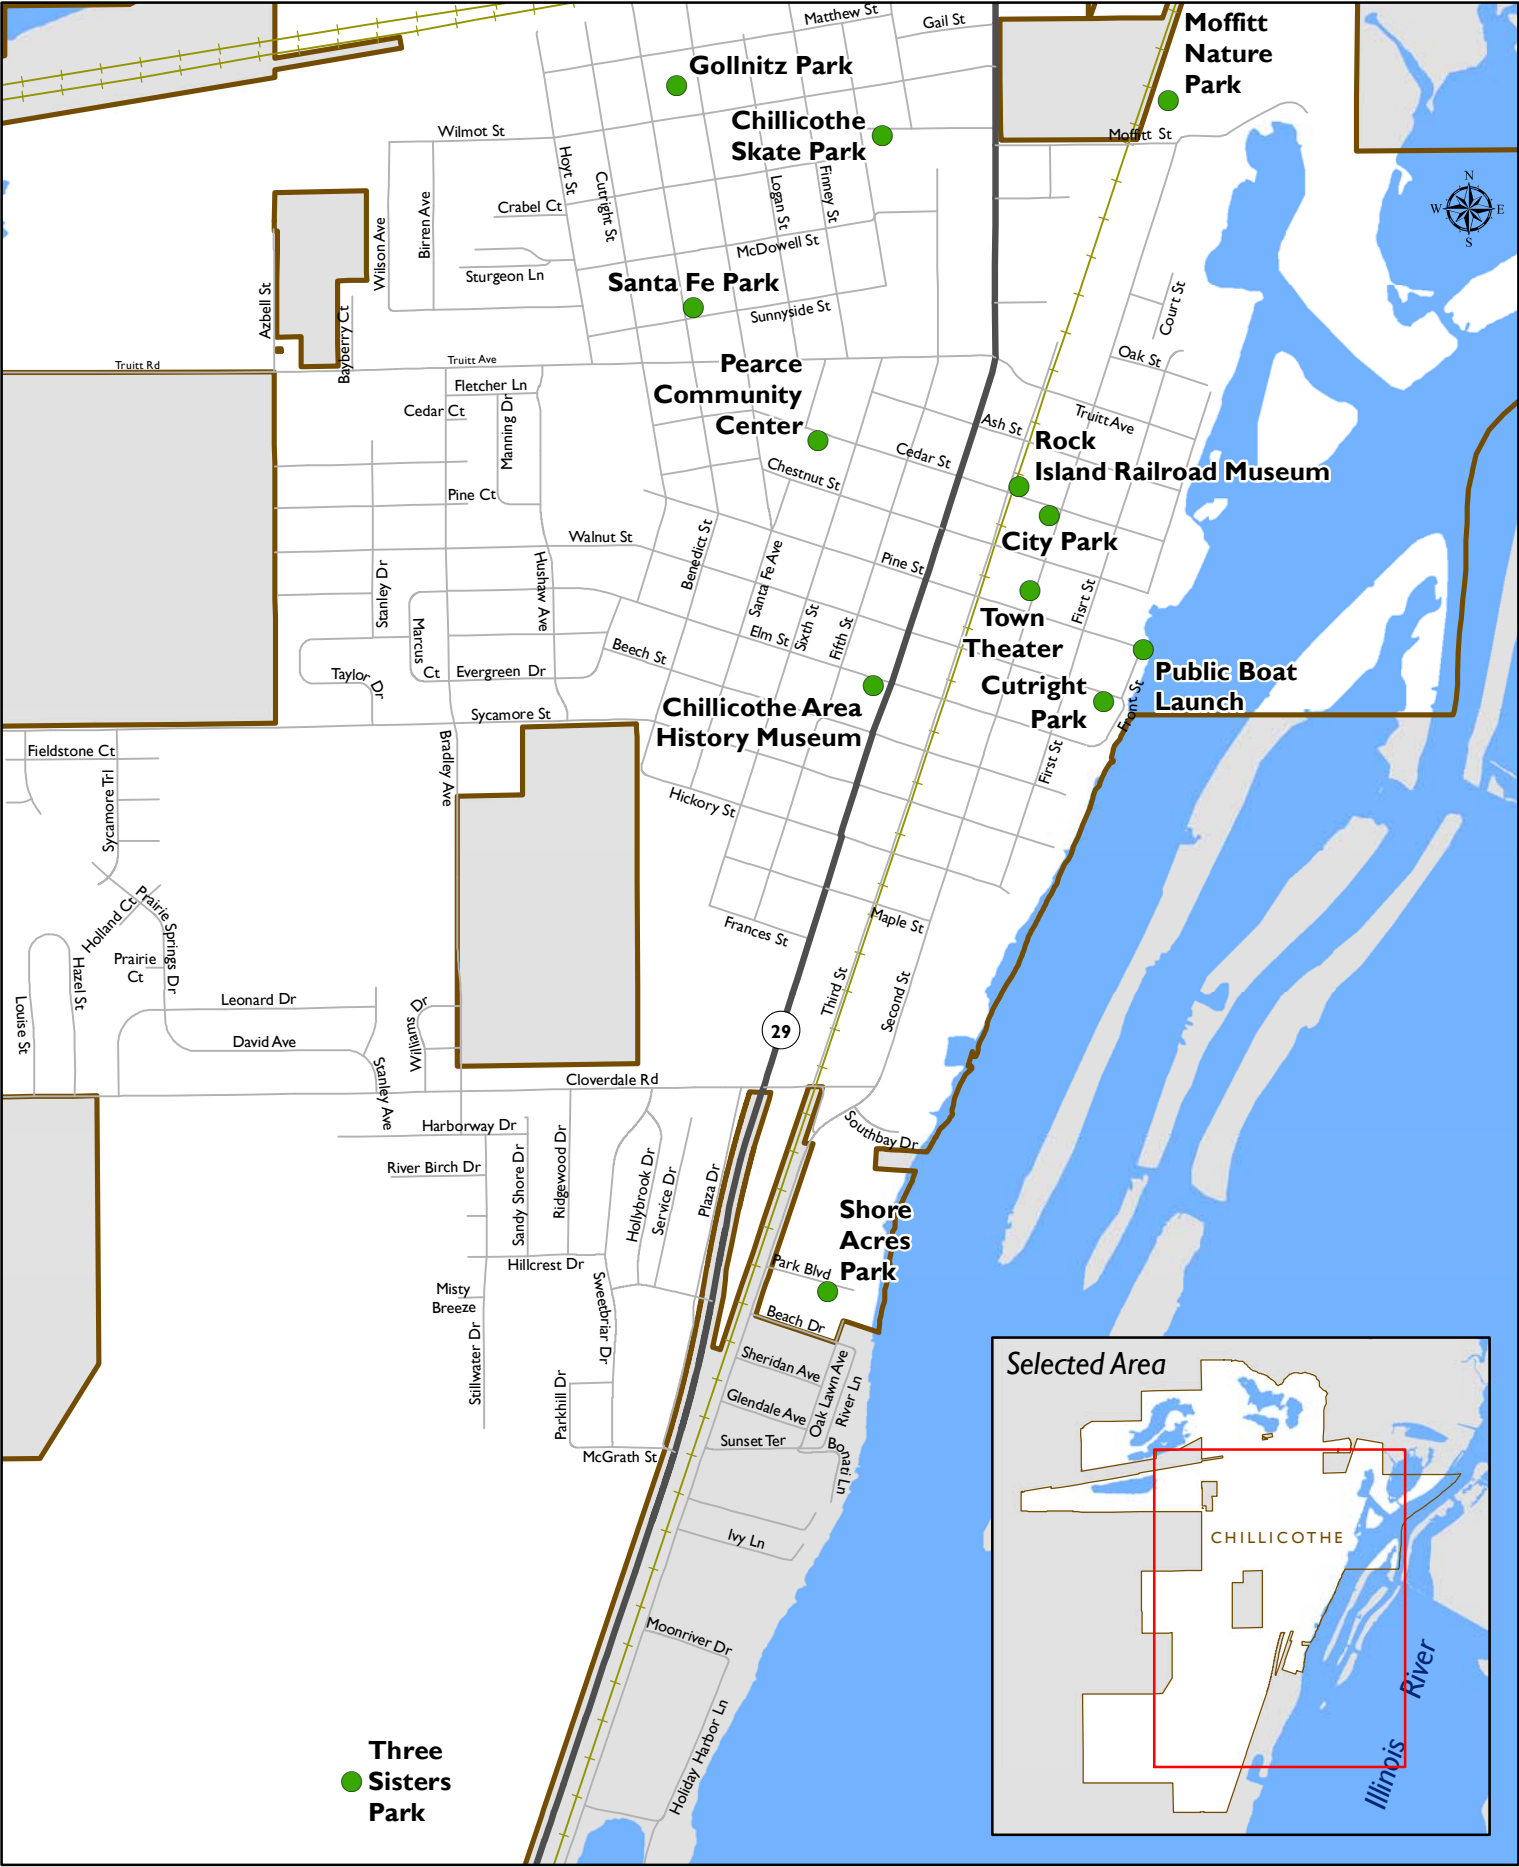 Matthew St
Gail St
Moffitt
Nature
Park
Gollnitz Park
Chillicothe
Skate Park
Wilmot St
Moffitt St
Hoyt St
Cutright St
Logan St
Finney St
Birren Ave
Wilson Ave
Crabel Ct
McDowell St
Sturgeon Ln
N
W
E
S
Santa Fe Park
Sunnyside St
Azbell St
Bayberry Ct
Court St
Oak St
Truitt Rd
Truitt Ave
Pearce
Community
Center
Fletcher Ln
Cedar Ct
Manning Dr
Ash St
Truitt Ave
Rock
Island Railroad Museum
Cedar St
Chestnut St
Pine Ct
City Park
Walnut St
Benedict St
Santa Fe Ave
Pine St
Hushaw Ave
Stanley Dr
Fisrt St
Town
Theater
Sixth St
Fifth St
Elm St
Marcus
Ct
Beech St
Evergreen Dr
Taylor Dr
Public Boat
Launch
Cutright
Park
Front St
Chillicothe Area
History Museum
Sycamore St
First St
Fieldstone Ct
Bradley Ave
Sycamore Trl
Hickory St
Holland Ct
Prairie Springs Dr
Prairie
Ct
Maple St
Frances St
Hazel St
Louise St
Third St
Second St
Leonard Dr
Williams Dr
David Ave
29
Stanley Ave
Cloverdale Rd
Southbay Dr
Harborway Dr
River Birch Dr
Sandy Shore Dr
Ridgewood Dr
Hollybrook Dr
Service Dr
Plaza Dr
Shore
Acres
Park
Park Blvd
Hillcrest Dr
Misty
Breeze
Sweetbriar Dr
Stillwater Dr
Beach Dr
Sheridan Ave
Oak Lawn Ave
River Ln
Glendale Ave
Parkhill Dr
Sunset Ter
Bonati Ln
McGrath St
Ivy Ln
Moonriver Dr
Holiday Harbor Ln
Three
Sisters
Park
Selected Area
CHILLICOTHE
Illinois River